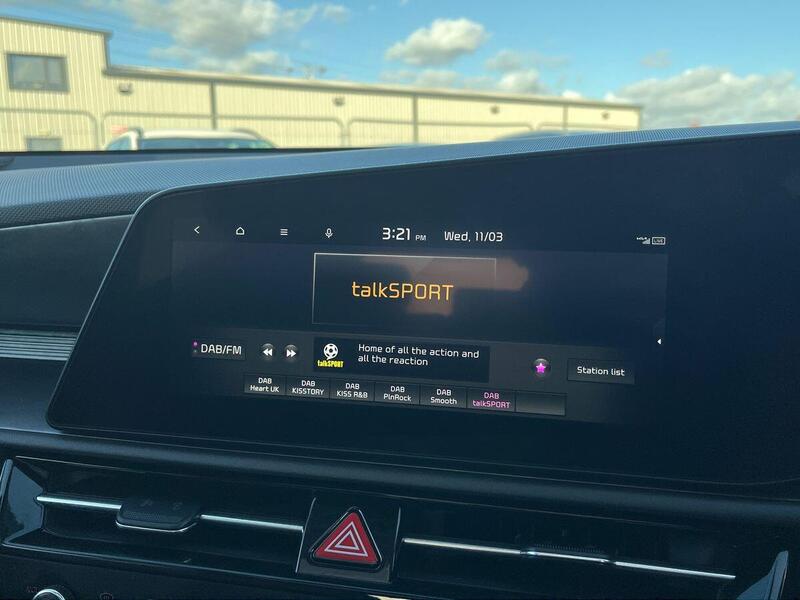 3:21 PM Wed, 11/03
LIVE
talkSPORT
DAB/FM
talkSPORT
Home of all the action and
all the reaction
Station list
DAB
Heart UK
DAB
KISSTORY
DAB
KISS R&B
DAB
PlnRock
DAB
Smooth
DAB
talkSPORT